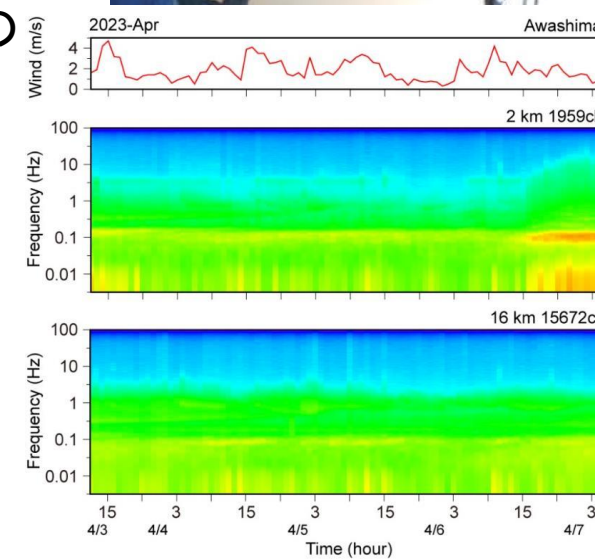 2023-Apr
Wind (m/s)
4
2
0
2 km 1959c
Frequency (Hz)
100
10
1
0.1
0.01
16 km 15672c
Frequency (Hz)
100
10
1
0.1
0.01
15 3 15 3 15 3 15 3
4/3 4/4 4/5 4/6 4/7
Time (hour)